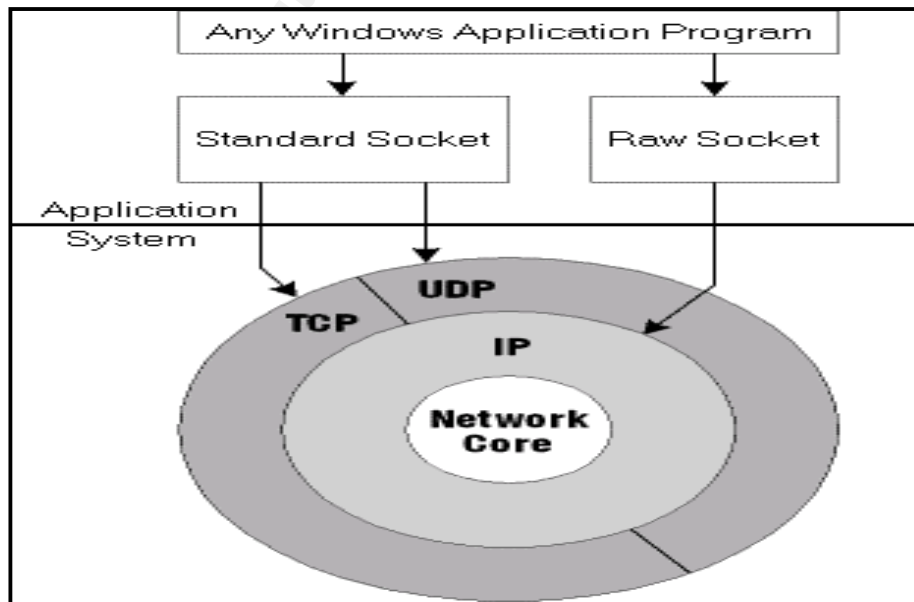 Any Windows Application Program
Standard Socket
Raw Socket
Application
System
UDP
TCP
IP
Network
Core